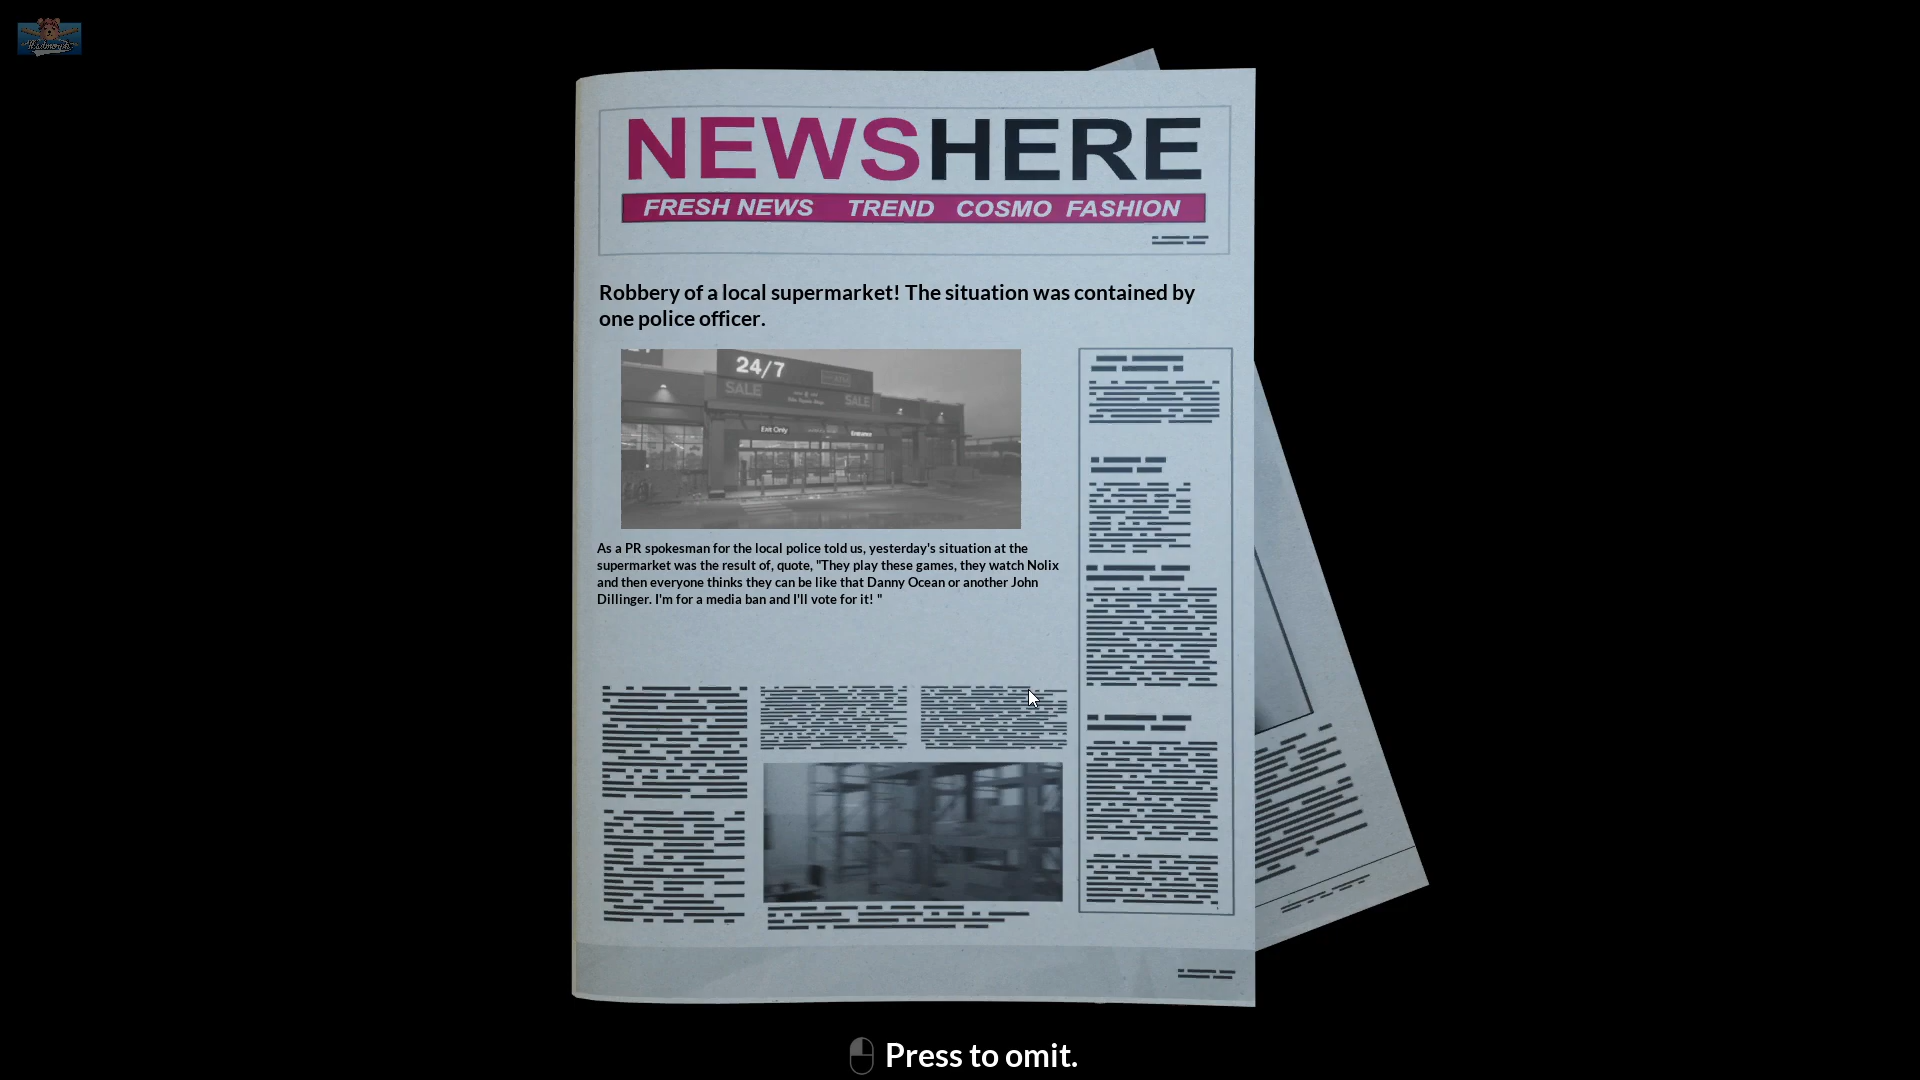 NEWSHERE
FRESH NEWS TREND COSMO FASHION
Robbery of a local supermarket! The situation was contained by
one police officer.
24/7
SALE
SALE
Exit Only
Entrance
As a PR spokesman for the local police told us, yesterday's situation at the
supermarket was the result of, quote, "They play these games, they watch Nolix
and then everyone thinks they can be like that Danny Ocean or another John
Dillinger. I'm for a media ban and I'll vote for it! "
Press to omit.